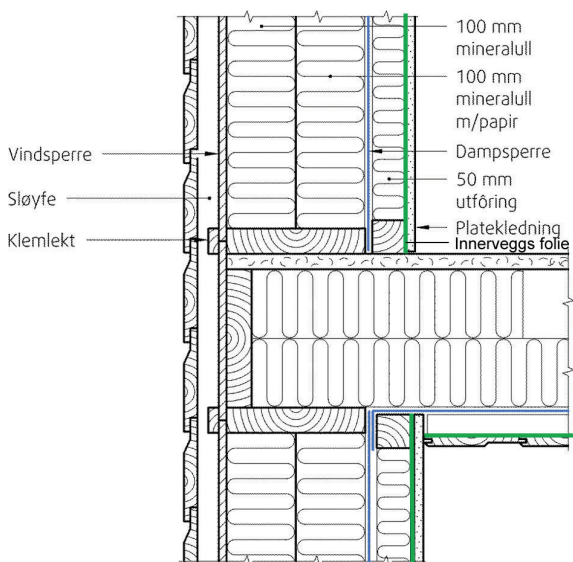 100 mm
mineralull
100 mm
mineralull
m/papir
Vindsperre
Dampsperre
Sløyfe
50 mm
utfôring
Klemlekt
Platekledning
Innerveggs folie